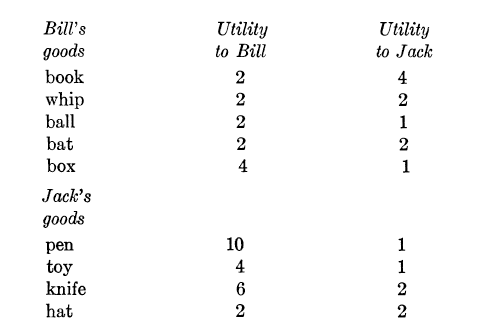 Bill's Utility Utility
goods to Bill to Jack
book 2 4
whip 2 2
ball 2 1
bat 2 2
box 4 1
Jack's
goods
pen 10 1
toy 4 1
knife 6 2
hat 2 2